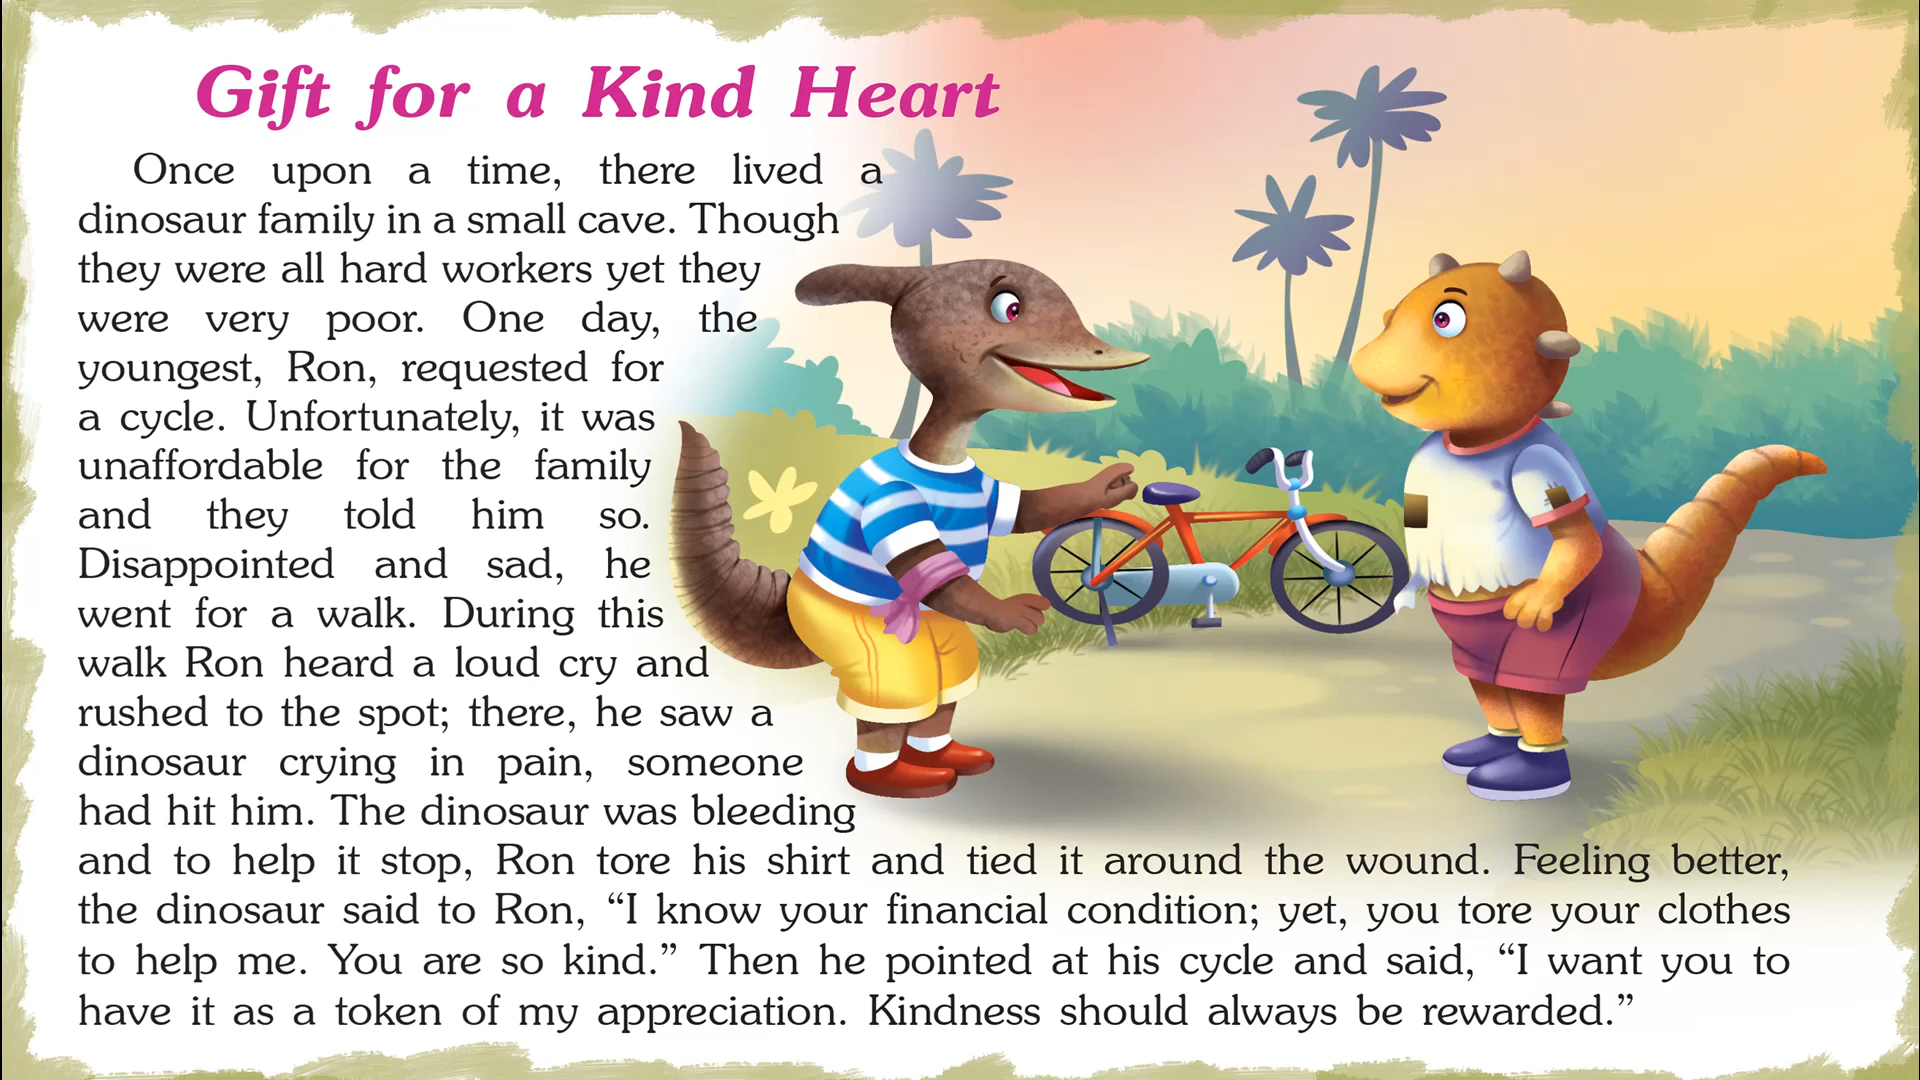 Gift for a Kind Heart
Once upon a time, there lived a
dinosaur family in a small cave. Though
they were all hard workers yet they
were very poor. One day, the
youngest, Ron, requested for
a cycle. Unfortunately, it was
unaffordable for the family
and they told him so.
Disappointed and sad, he
went for a walk. During this
walk Ron heard a loud cry and
rushed to the spot; there, he saw a
dinosaur crying in pain, someone
had hit him. The dinosaur was bleeding
and to help it stop, Ron tore his shirt and tied it around the wound. Feeling better,
the dinosaur said to Ron, “I know your financial condition; yet, you tore your clothes
to help me. You are so kind.” Then he pointed at his cycle and said, “I want you to
have it as a token of my appreciation. Kindness should always be rewarded.”